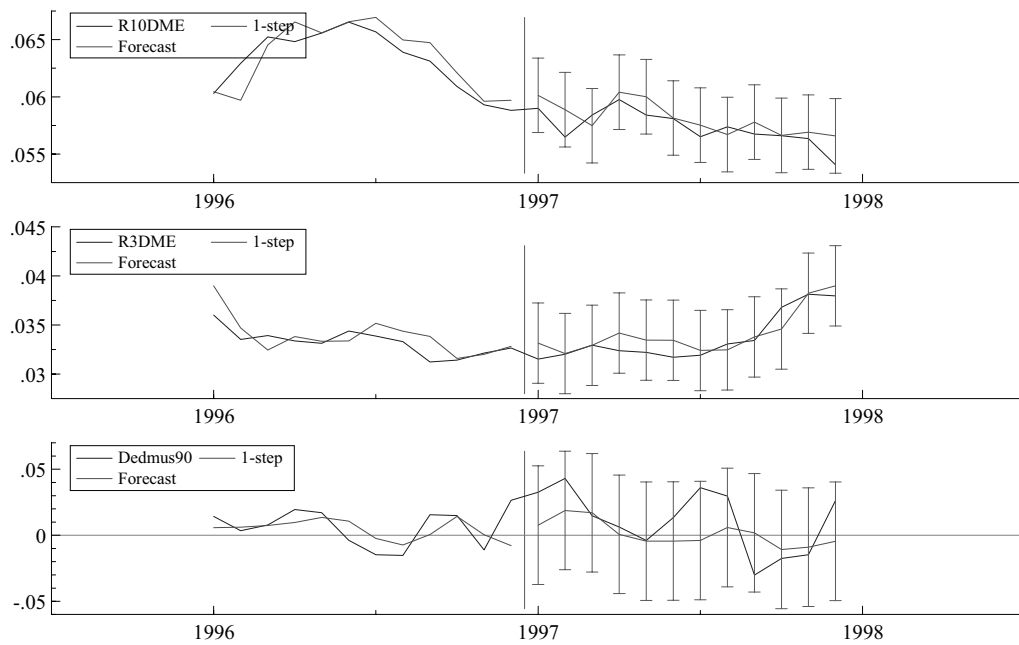 R10DME 1-step
Forecast
.065
.06
.055
1996 1997 1998
.045
R3DME 1-step
Forecast
.04
.035
.03
1996 1997 1998
Dedmus90 1-step
Forecast
.05
0
-.05
1996 1997 1998